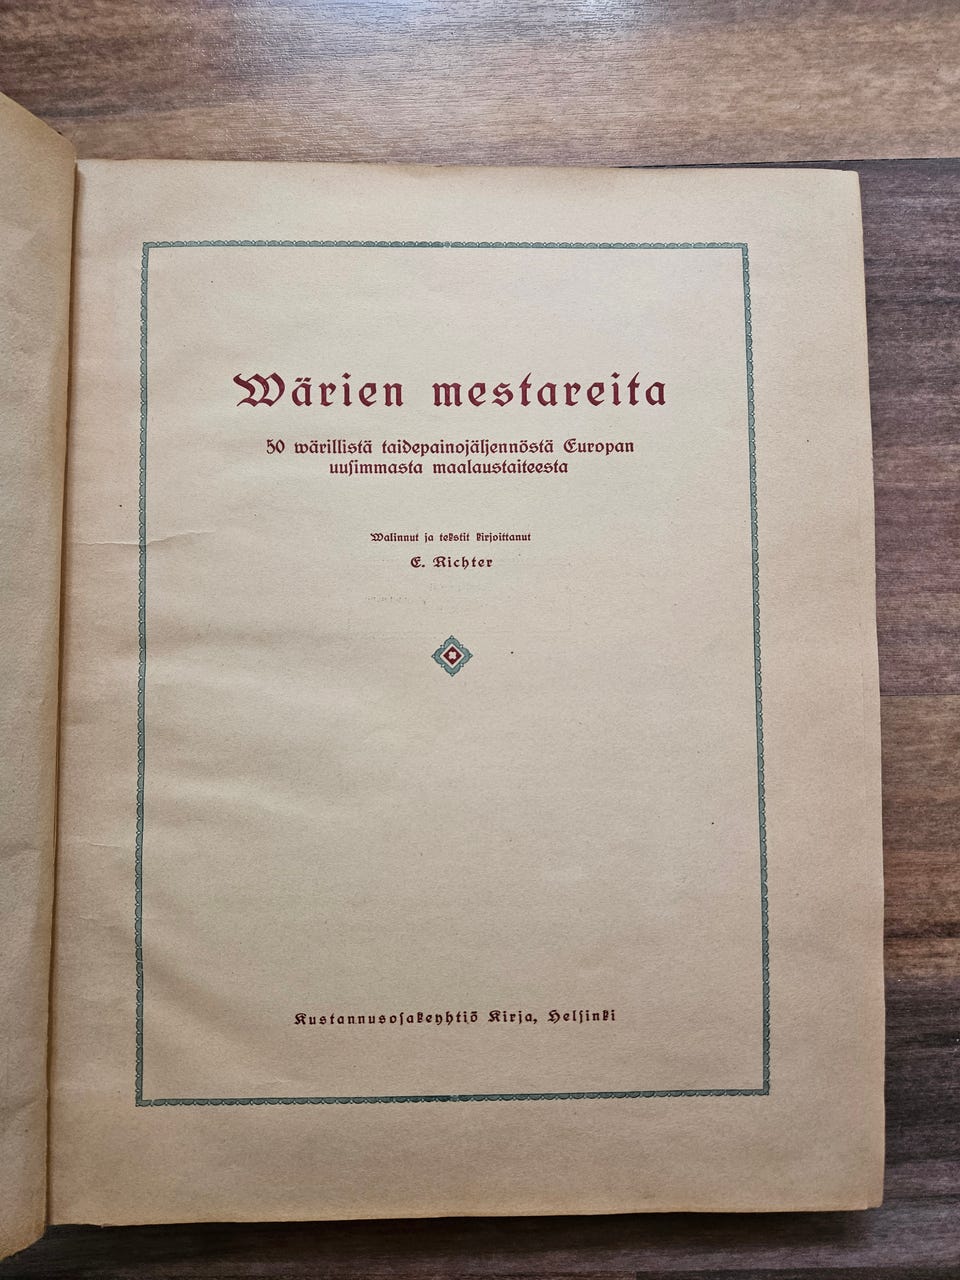 Wärien mestareita
50 wärillistä taidepainojäljennöstä Europan
uuſimmasta maalaustaiteesta
Walinnut ja tekstit kirjoittanut
E. Richter
Kustannusoſakeyhtiö Kirja, Helſinki